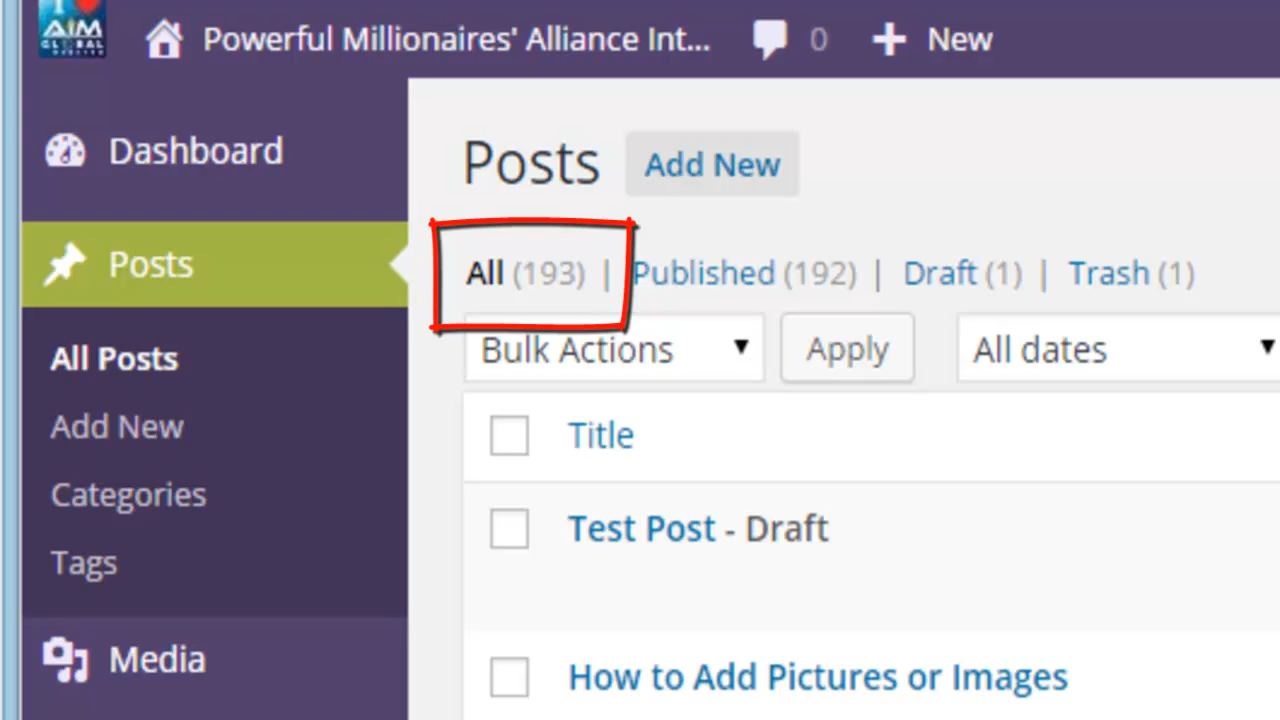 I
AIM
GLOBAL
Powerful Millionaires' Alliance Int... 0 New
Dashboard
Posts
All Posts
Add New
Categories
Tags
Media
Posts Add New
All (193) | Published (192) | Draft (1) | Trash (1)
Bulk Actions Apply All dates
Title
Test Post - Draft
How to Add Pictures or Images